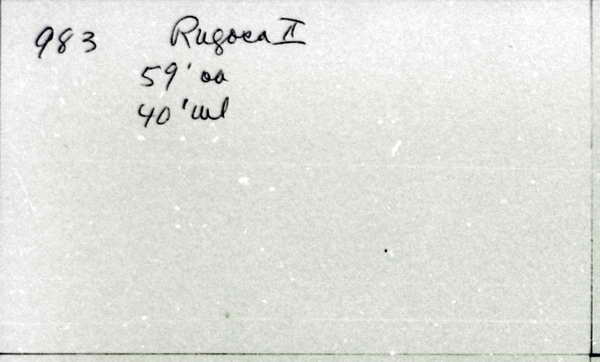 983 Rugosa II
59' oa
40' wl